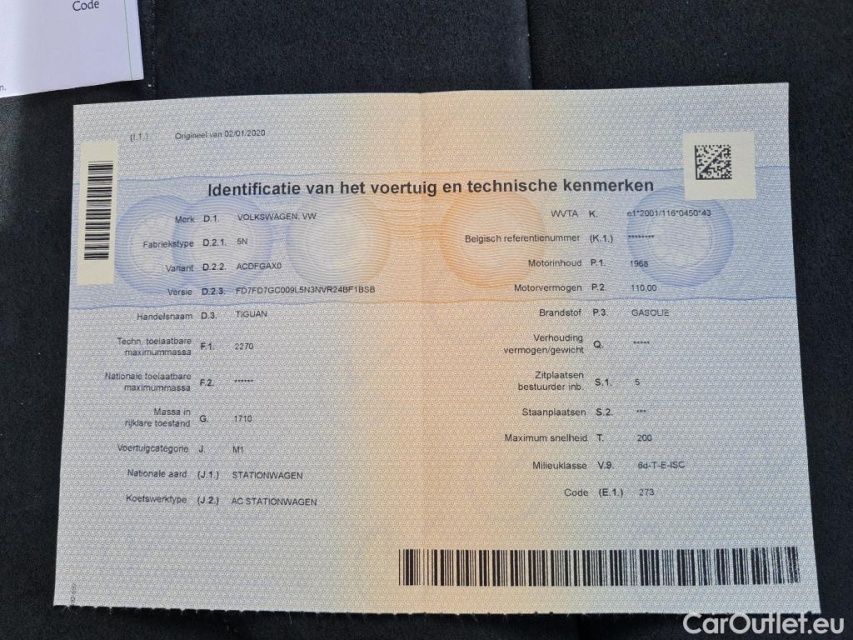 Code
n.
(I.1.) Origineel van 02/01/2020
Identificatie van het voertuig en technische kenmerken
Merk D.1. VOLKSWAGEN, VW
Fabriekstype D.2.1. 5N
Variant D.2.2. ACDFGAX0
Versie D.2.3. FD7FD7GC009L5N3NVR24BF1BSB
Handelsnaam D.3. TIGUAN
Techn. toelaatbare
maximummassa F.1. 2270
Nationale toelaatbare
maximummassa F.2. ******
Massa in
rijklare toestand G. 1710
Voertuigcategorie J. M1
Nationale aard (J.1.) STATIONWAGEN
Koetswerktype (J.2.) AC STATIONWAGEN
WVTA K. e1*2001/116*0450*43
Belgisch referentienummer (K.1.) ********
Motorinhoud P.1. 1968
Motorvermogen P.2. 110,00
Brandstof P.3. GASOLIE
Verhouding
vermogen/gewicht Q. *****
Zitplaatsen
bestuurder inb. S.1. 5
Staanplaatsen S.2. ***
Maximum snelheid T. 200
Milieuklasse V.9. 6d-T-E-ISC
Code (E.1.) 273
CarOutlet.eu